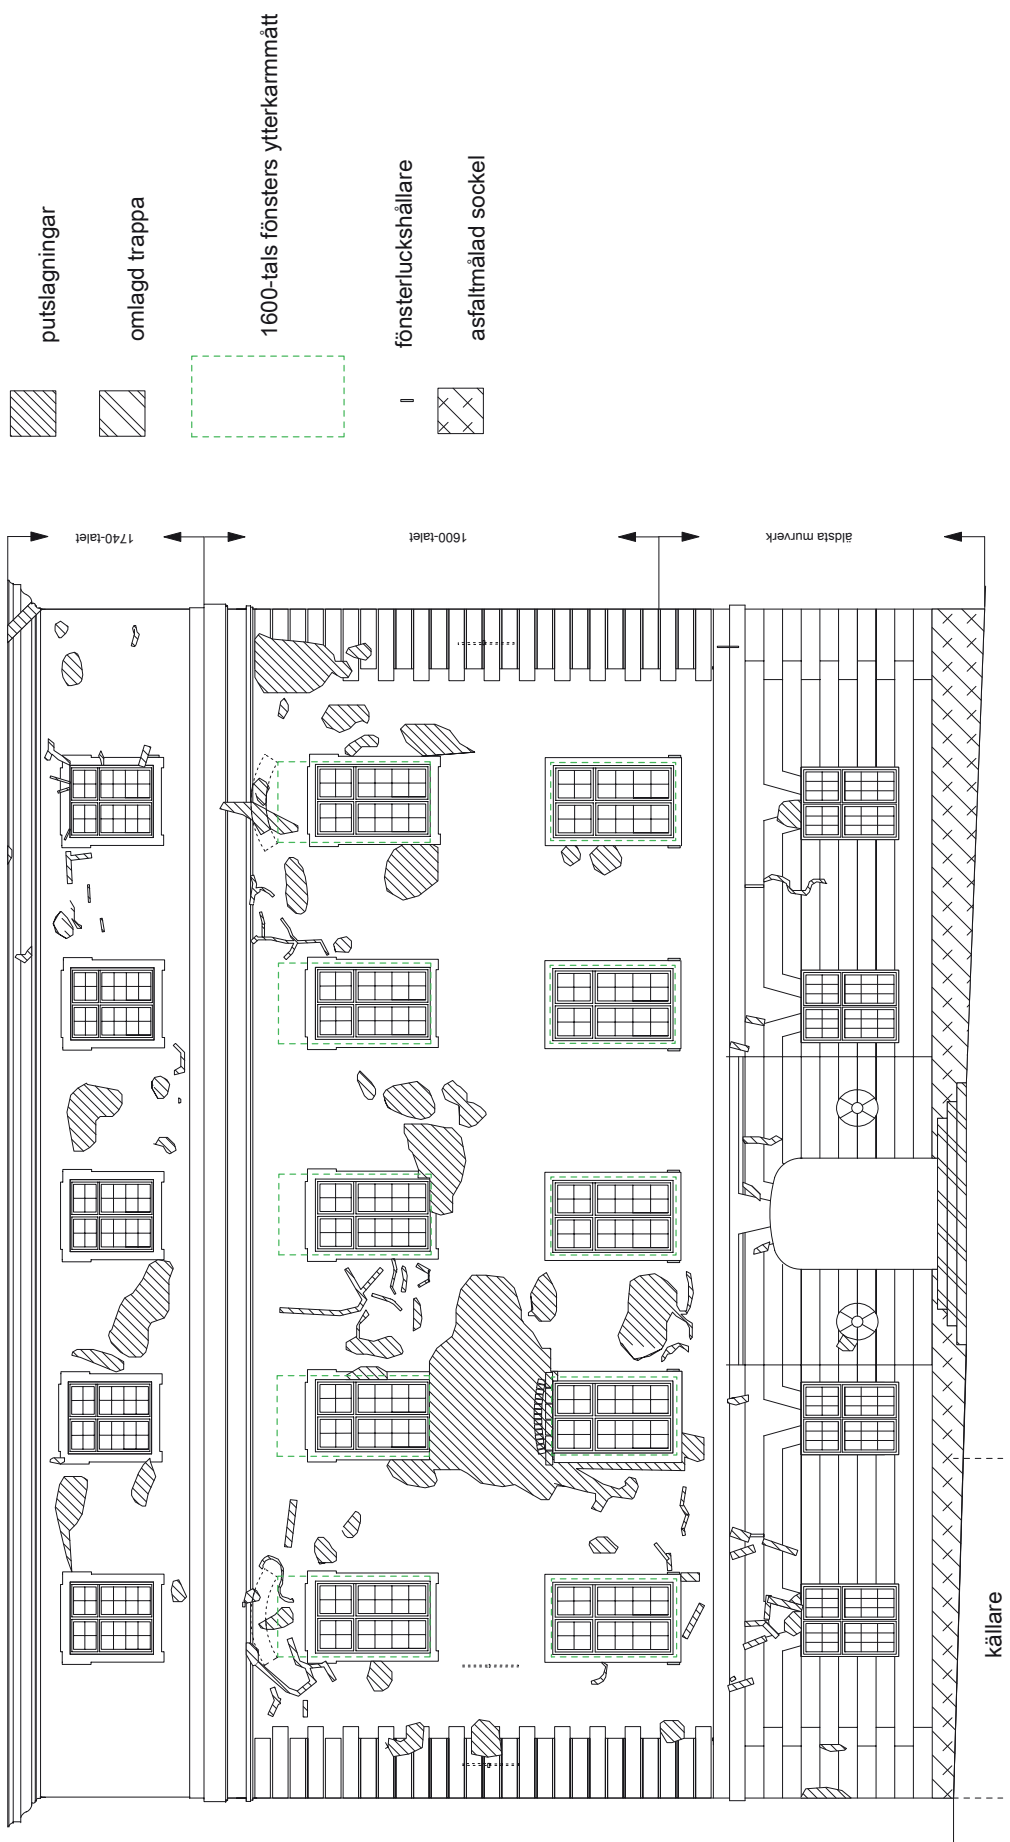 putslagningar
omlagd trappa
1600-tals fönsters ytterkarmmått
fönsterluckshållare
asfaltmålad sockel
1740-talet
1600-talet
äldsta murverk
källare